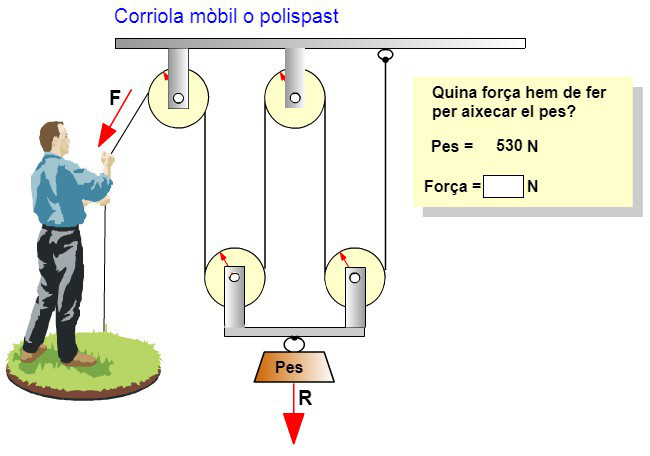 Corriola mòbil o polispast
F
Quina força hem de fer
per aixecar el pes?
Pes = 530 N
Força = N
Pes
R